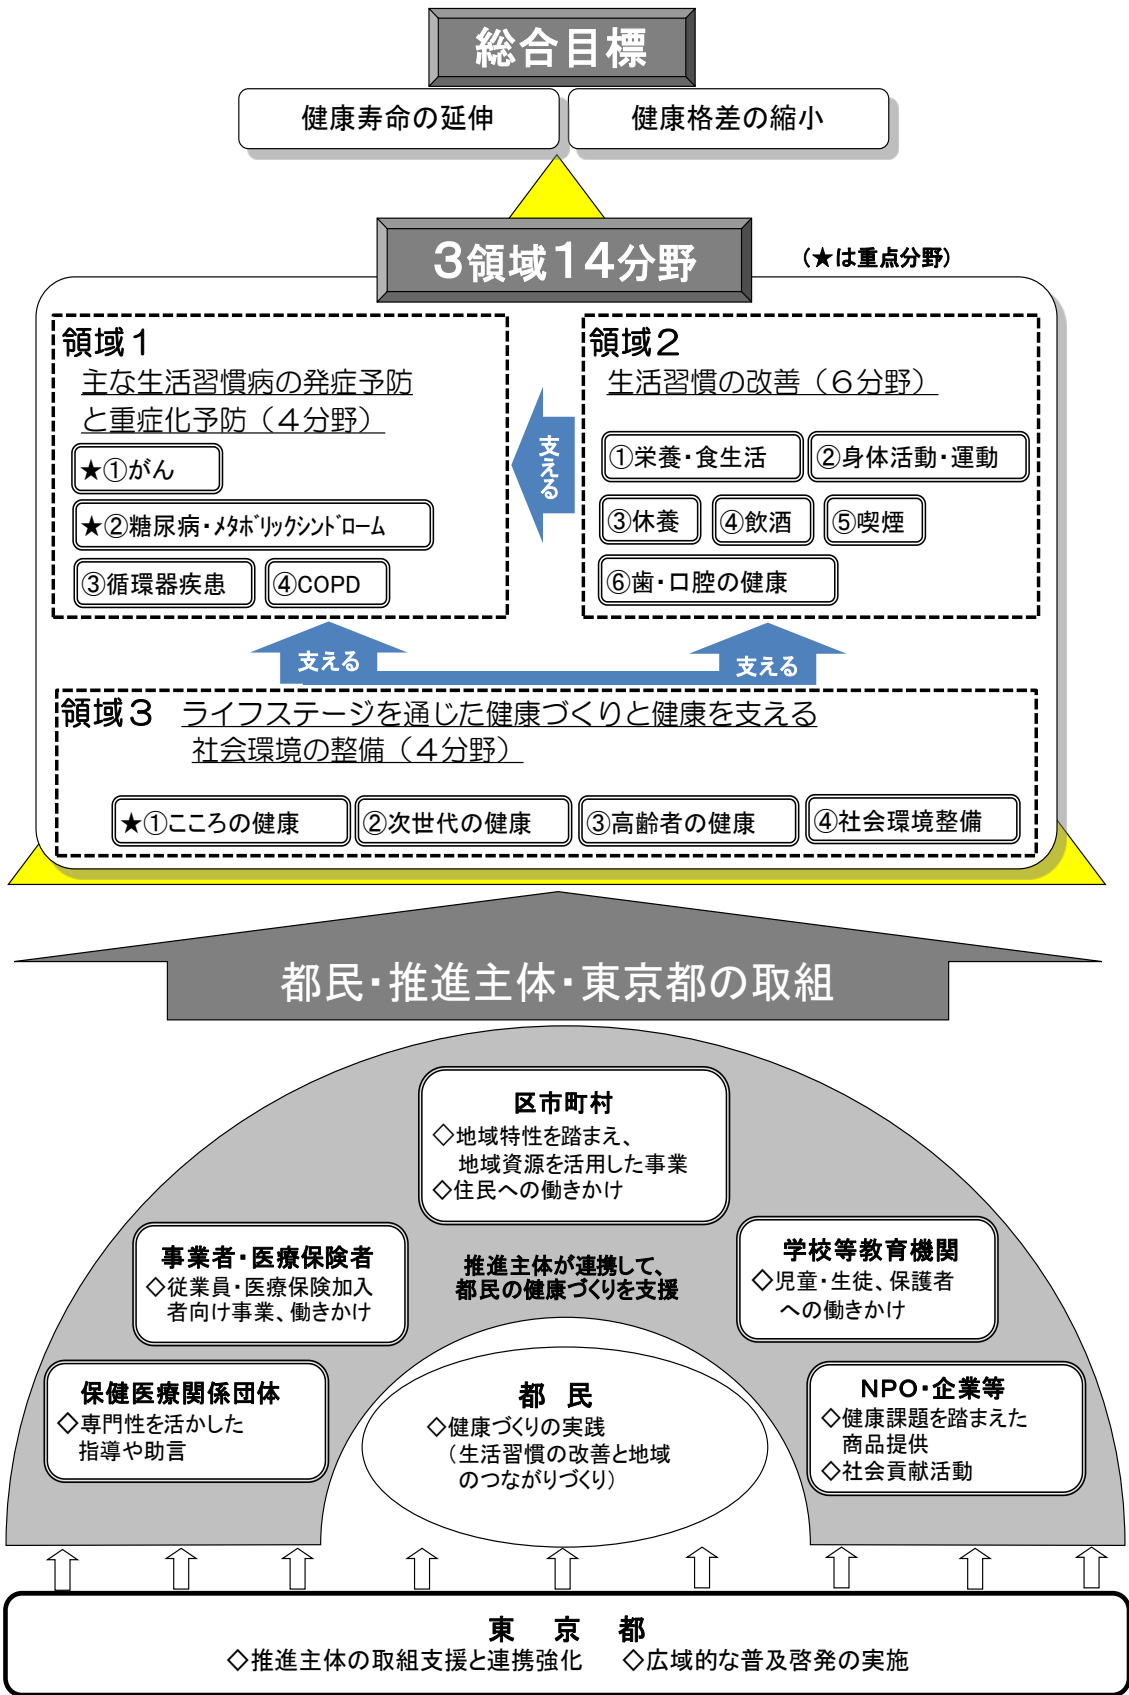 総合目標
健康寿命の延伸
健康格差の縮小
3領域14分野
(★は重点分野)
領域1
主な生活習慣病の発症予防
と重症化予防（4分野）
★①がん
★②糖尿病・ﾒﾀﾎﾞﾘｯｸｼﾝﾄﾞﾛｰﾑ
③循環器疾患
④COPD
支える
領域2
生活習慣の改善（6分野）
①栄養・食生活
②身体活動・運動
③休養
④飲酒
⑤喫煙
⑥歯・口腔の健康
支える
支える
領域3 ライフステージを通じた健康づくりと健康を支える
社会環境の整備（4分野）
★①こころの健康
②次世代の健康
③高齢者の健康
④社会環境整備
都民・推進主体・東京都の取組
区市町村
◇地域特性を踏まえ、
地域資源を活用した事業
◇住民への働きかけ
事業者・医療保険者
◇従業員・医療保険加入
者向け事業、働きかけ
推進主体が連携して、
都民の健康づくりを支援
学校等教育機関
◇児童・生徒、保護者
への働きかけ
保健医療関係団体
◇専門性を活かした
指導や助言
都 民
◇健康づくりの実践
（生活習慣の改善と地域
のつながりづくり）
NPO・企業等
◇健康課題を踏まえた
商品提供
◇社会貢献活動
東 京 都
◇推進主体の取組支援と連携強化 ◇広域的な普及啓発の実施